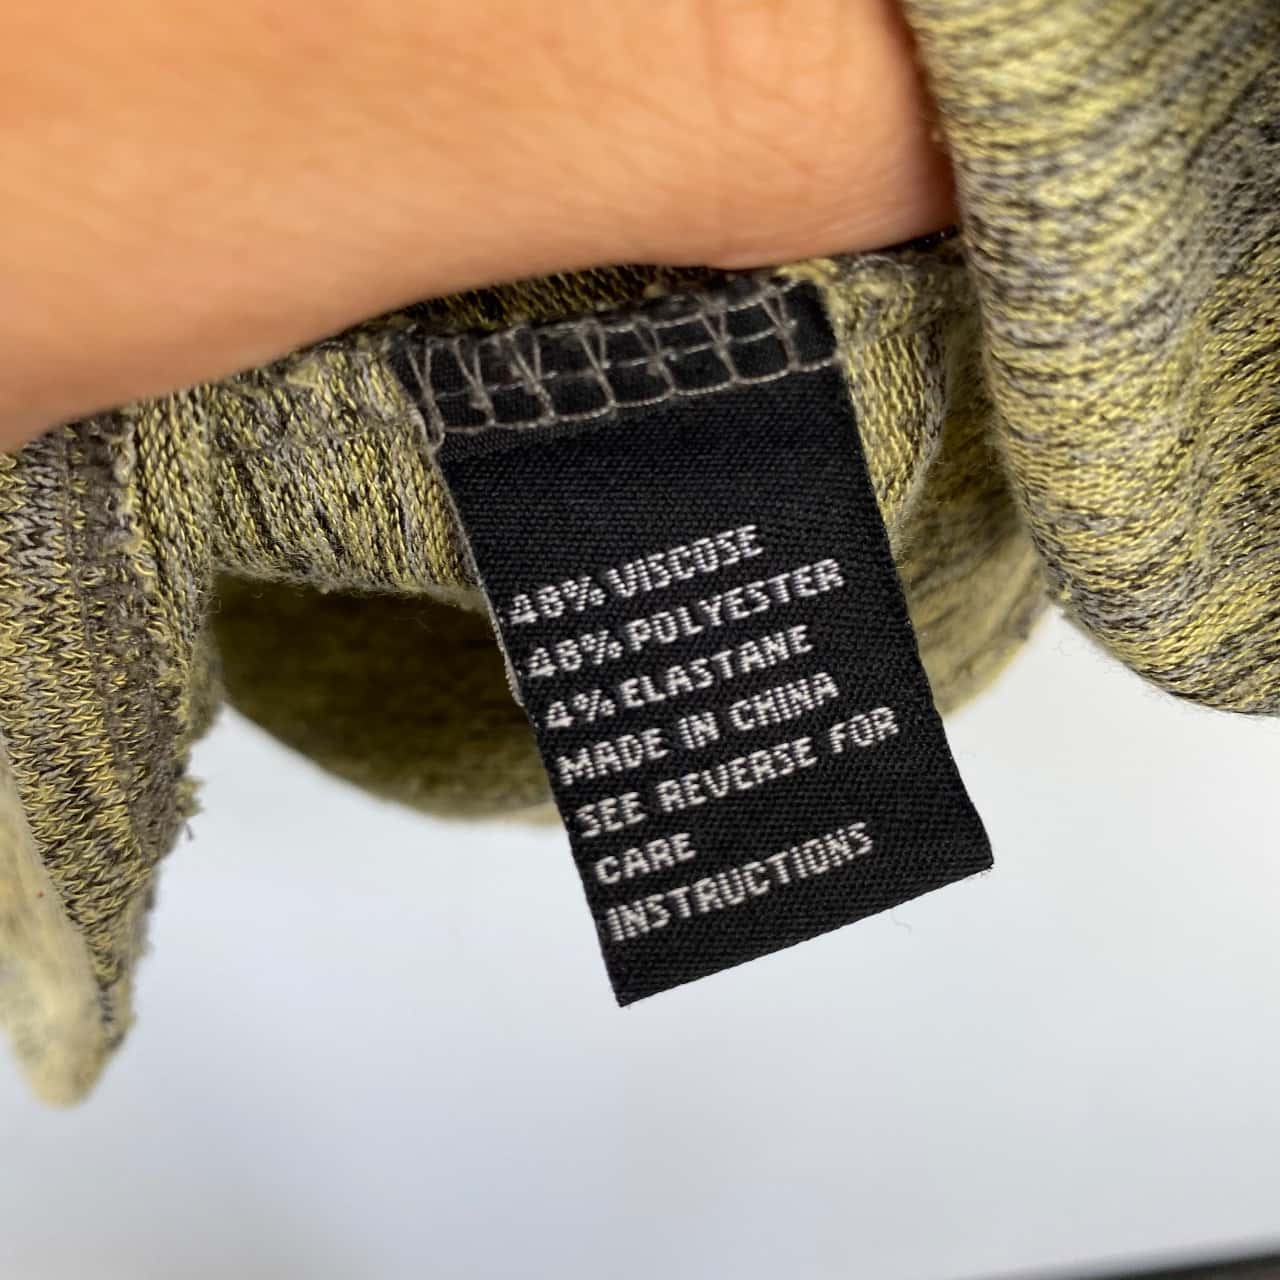 48% VISCOSE
48% POLYESTER
4% ELASTANE
MADE IN CHINA
SEE REVERSE FOR
CARE
INSTRUCTIONS